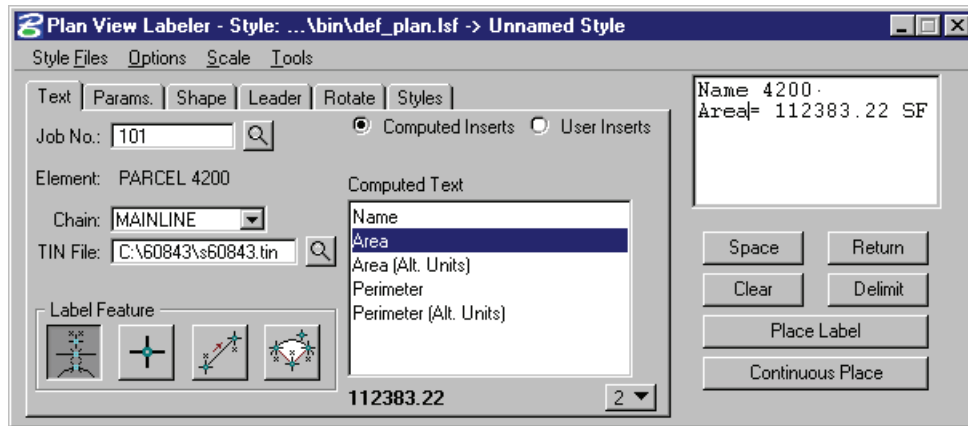 Plan View Labeler - Style: ...\bin\def_plan.lsf -> Unnamed Style
Style Files Options Scale Tools
Text Params. Shape Leader Rotate Styles
Job No.: 101
Computed Inserts User Inserts
Element: PARCEL 4200
Chain: MAINLINE
TIN File: C:\60843\s60843.tin
Label Feature
Computed Text
Name
Area
Area (Alt. Units)
Perimeter
Perimeter (Alt. Units)
112383.22
2
Name 4200
Area= 112383.22 SF
Space Return
Clear Delimit
Place Label
Continuous Place